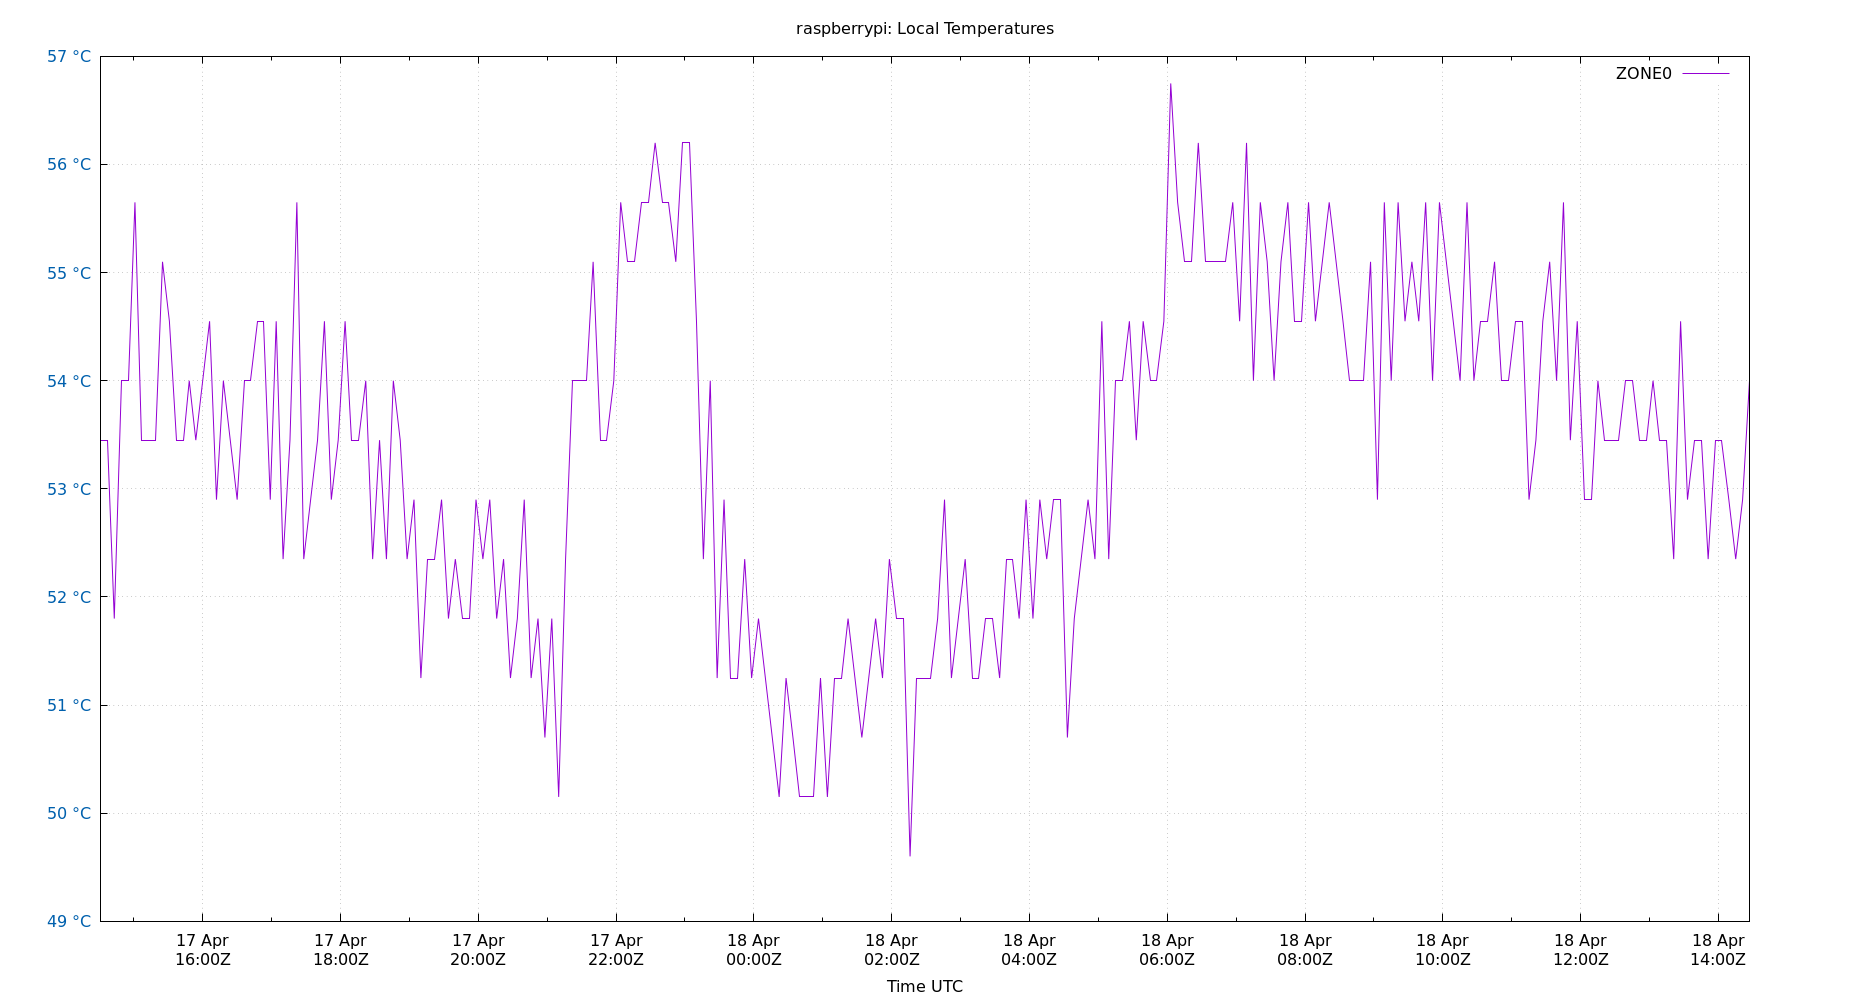 raspberrypi: Local Temperatures
ZONE0
57 °C
56 °C
55 °C
54 °C
53 °C
52 °C
51 °C
50 °C
49 °C
17 Apr 17 Apr 17 Apr 17 Apr 18 Apr 18 Apr 18 Apr 18 Apr 18 Apr 18 Apr 18 Apr 18 Apr
16:00Z 18:00Z 20:00Z 22:00Z 00:00Z 02:00Z 04:00Z 06:00Z 08:00Z 10:00Z 12:00Z 14:00Z
Time UTC